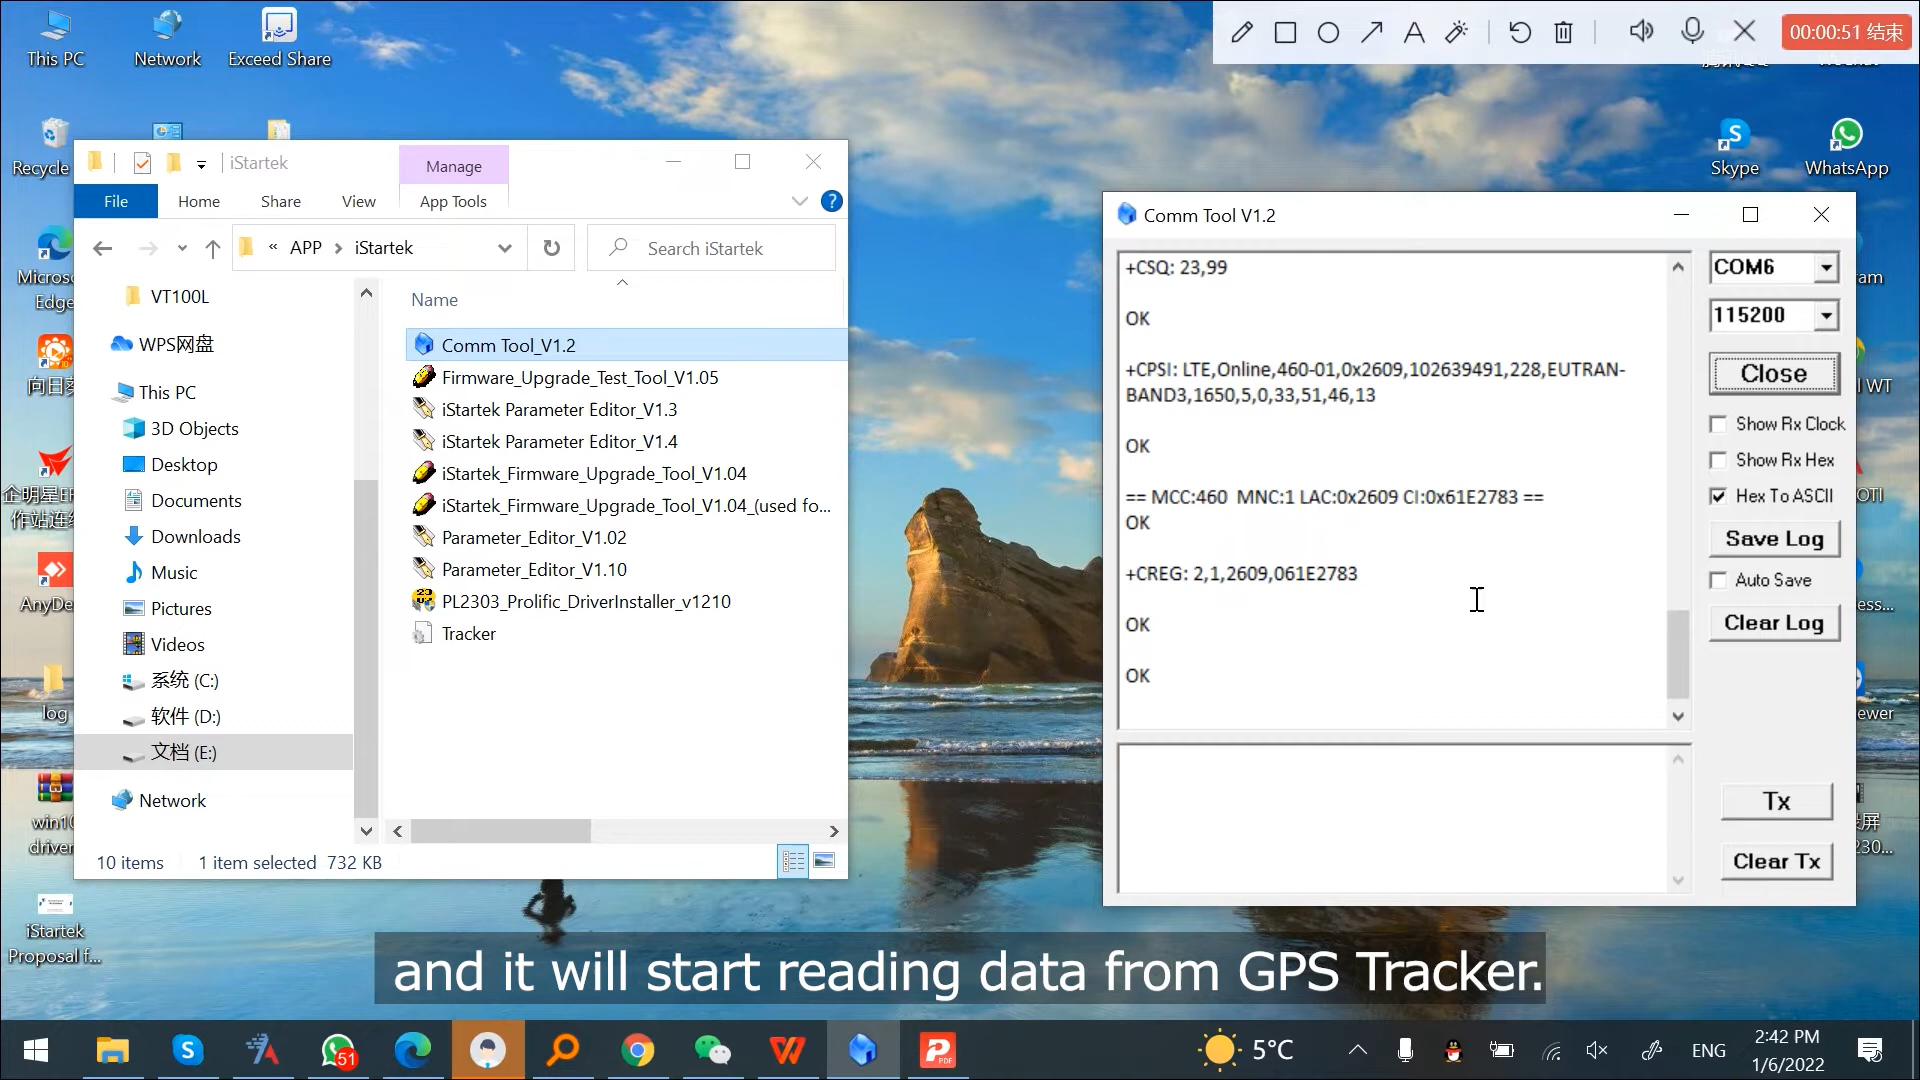 This PC
Network
Exceed Share
00:00:51 结束
Skype
WhatsApp
Recycle
iStartek
Manage
File
Home
Share
View
App Tools
« APP > iStartek
Search iStartek
VT100L
WPS网盘
This PC
3D Objects
Desktop
Documents
Downloads
Music
Pictures
Videos
系统 (C:)
软件 (D:)
文档 (E:)
Network
Name
Comm Tool_V1.2
Firmware_Upgrade_Test_Tool_V1.05
iStartek Parameter Editor_V1.3
iStartek Parameter Editor_V1.4
iStartek_Firmware_Upgrade_Tool_V1.04
iStartek_Firmware_Upgrade_Tool_V1.04_(used fo...
Parameter_Editor_V1.02
Parameter_Editor_V1.10
PL2303_Prolific_DriverInstaller_v1210
Tracker
10 items
1 item selected 732 KB
Edge
log
iStartek
Proposal f...
Comm Tool V1.2
+CSQ: 23,99
OK
+CPSI: LTE,Online,460-01,0x2609,102639491,228,EUTRAN-
BAND3,1650,5,0,33,51,46,13
OK
== MCC:460 MNC:1 LAC:0x2609 CI:0x61E2783 ==
OK
+CREG: 2,1,2609,061E2783
OK
OK
COM6
115200
Close
Show Rx Clock
Show Rx Hex
Hex To ASCII
Save Log
Auto Save
Clear Log
Tx
Clear Tx
and it will start reading data from GPS Tracker.
51
PDF
5°C
ENG
2:42 PM
1/6/2022